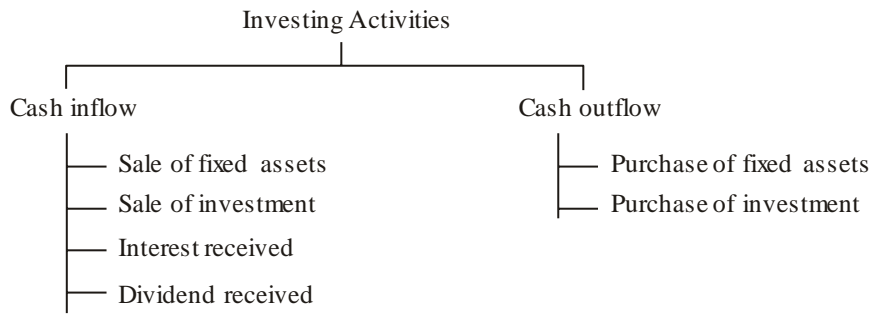 Investing Activities
Cash inflow
Sale of fixed assets
Sale of investment
Interest received
Dividend received
Cash outflow
Purchase of fixed assets
Purchase of investment